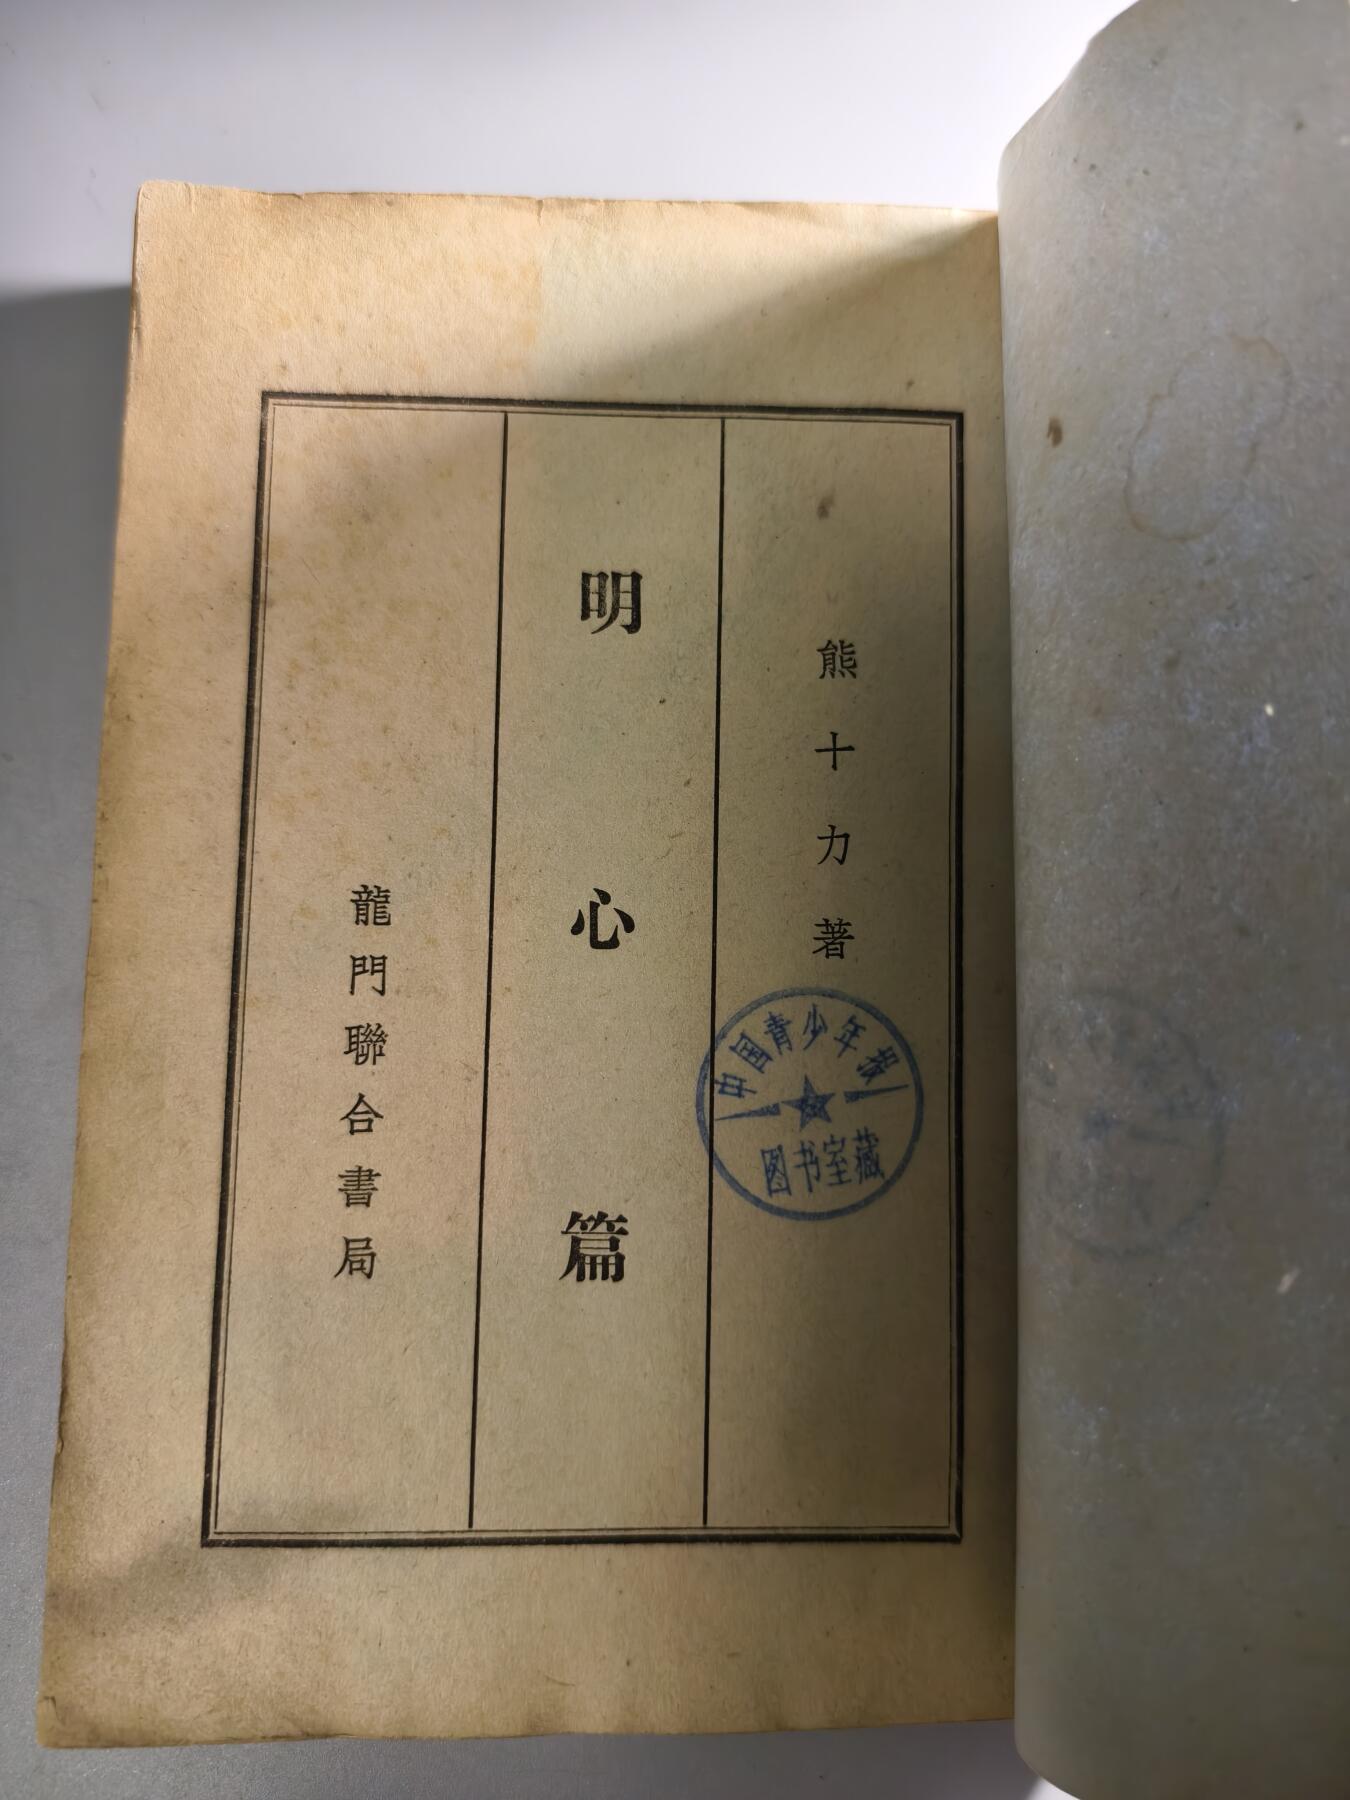 熊十力著
明心篇
龍門聯合書局
中国青少年报
图书室藏